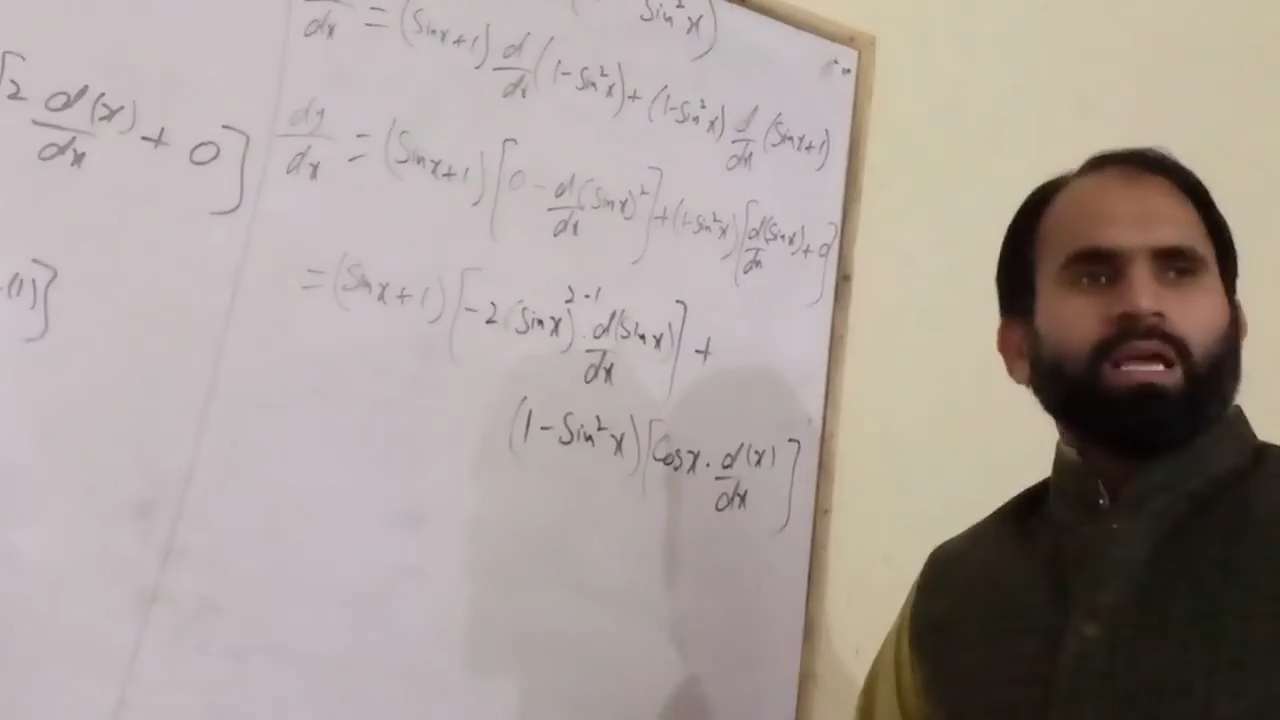 √2 d(x)/dx + 0]
(1)}
sin²x)
dx = (Sinx+1) d/dx (1-Sin²x) + (1-Sin²x) d/dx (Sinx+1)
dy/dx = (Sinx+1) [0 - d/dx (Sinx)²] + (1-Sin²x) [d(Sinx)/dx + 0]
= (Sinx+1) [-2 (Sinx)²⁻¹ . d(Sinx)/dx] +
(1-Sin²x) [Cosx . d(x)/dx]